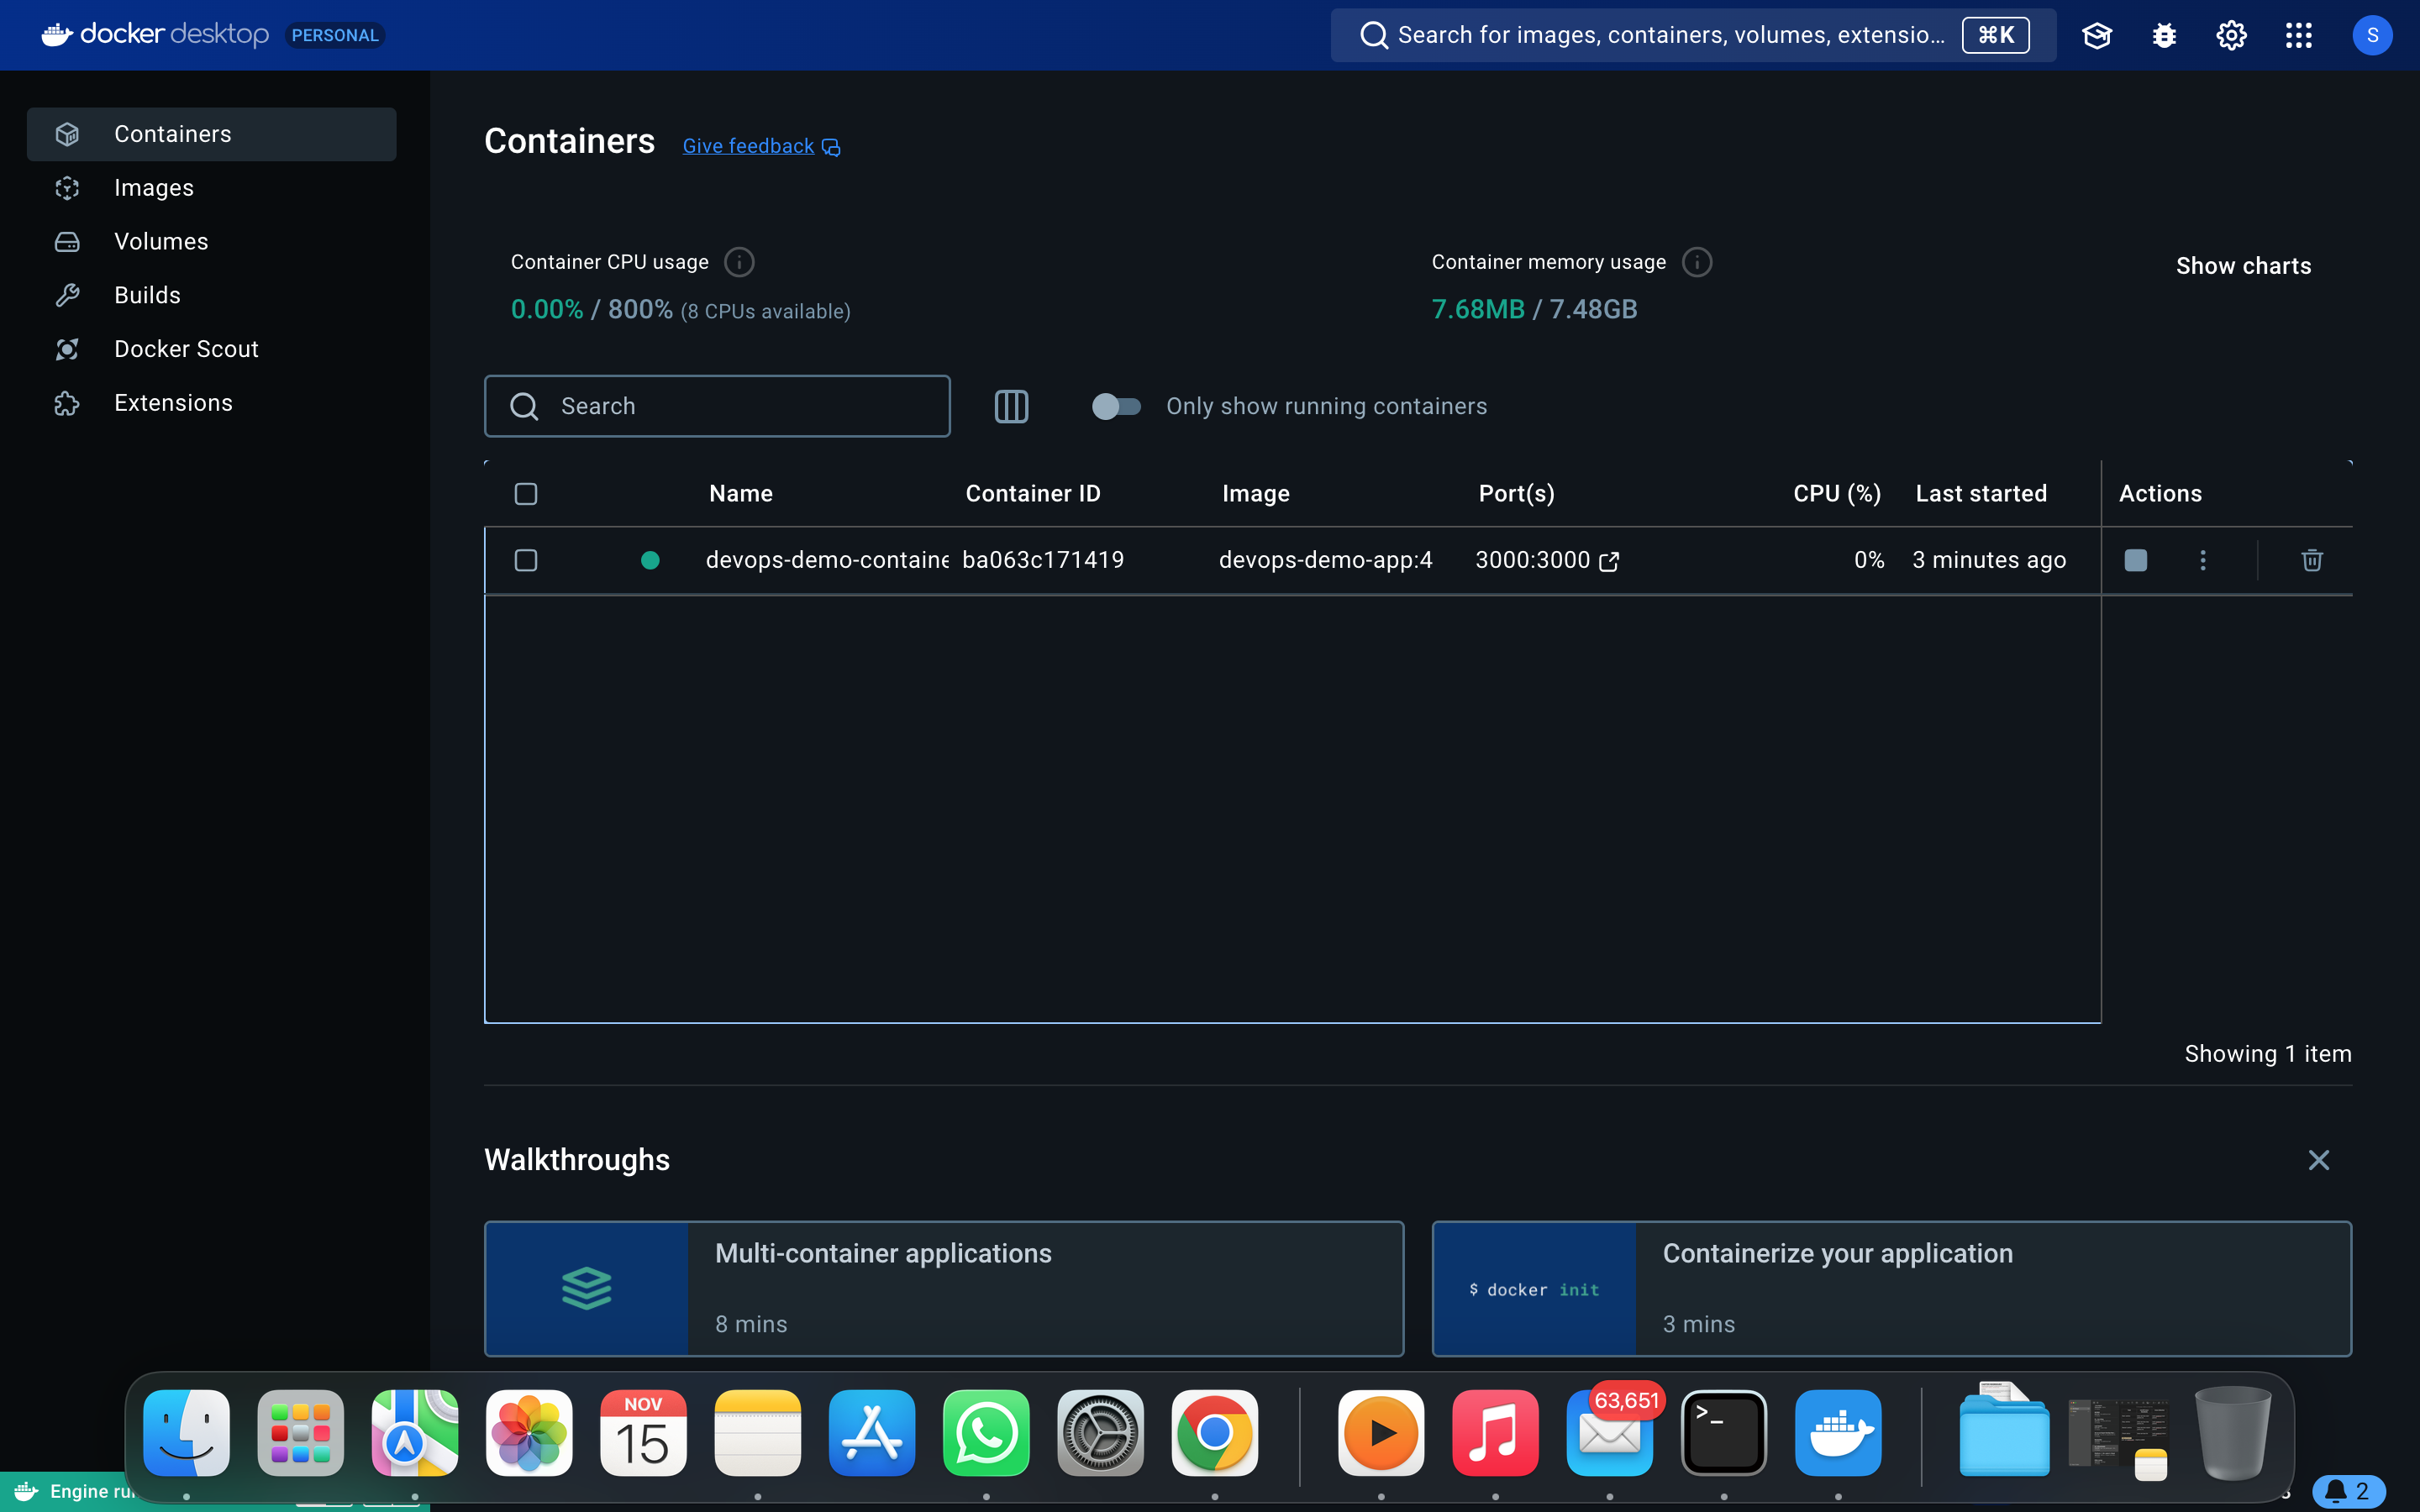 docker desktop PERSONAL
Search for images, containers, volumes, extensio... ⌘K
S
Containers
Images
Volumes
Builds
Docker Scout
Extensions
Containers Give feedback
Container CPU usage
0.00% / 800% (8 CPUs available)
Container memory usage
7.68MB / 7.48GB
Show charts
Search
Only show running containers
Name Container ID Image Port(s) CPU (%) Last started Actions
devops-demo-containe ba063c171419 devops-demo-app:4 3000:3000 0% 3 minutes ago
Showing 1 item
Walkthroughs
Multi-container applications
8 mins
$ docker init
Containerize your application
3 mins
NOV
15
63,651
>_
Engine ru
2